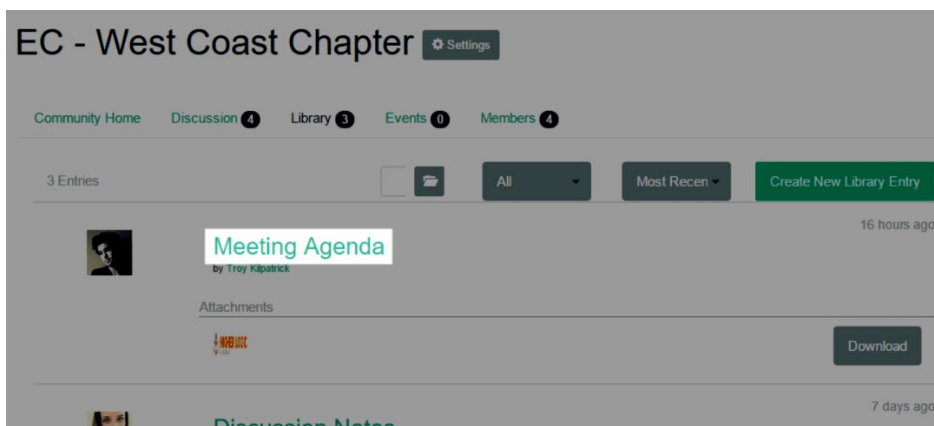 EC - West Coast Chapter Settings
Community Home Discussion 4 Library 3 Events 0 Members 4
3 Entries All Most Recen Create New Library Entry
16 hours ago
Meeting Agenda
by Troy Kilpatrick
Attachments
HIGHER LOGIC
Download
7 days ago
Discussion Notes